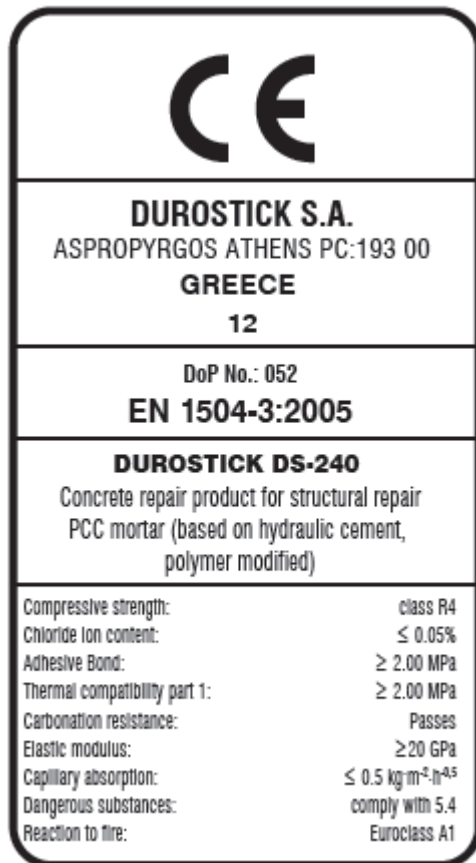 CE
DUROSTICK S.A.
ASPROPYRGOS ATHENS PC:193 00
GREECE
12
DoP No.: 052
EN 1504-3:2005
DUROSTICK DS-240
Concrete repair product for structural repair
PCC mortar (based on hydraulic cement,
polymer modified)
Compressive strength: class R4
Chloride ion content: ≤ 0.05%
Adhesive Bond: ≥ 2.00 MPa
Thermal compatibility part 1: ≥ 2.00 MPa
Carbonation resistance: Passes
Elastic modulus: ≥20 GPa
Capillary absorption: ≤ 0.5 kg·m⁻²·h⁻⁰·⁵
Dangerous substances: comply with 5.4
Reaction to fire: Euroclass A1